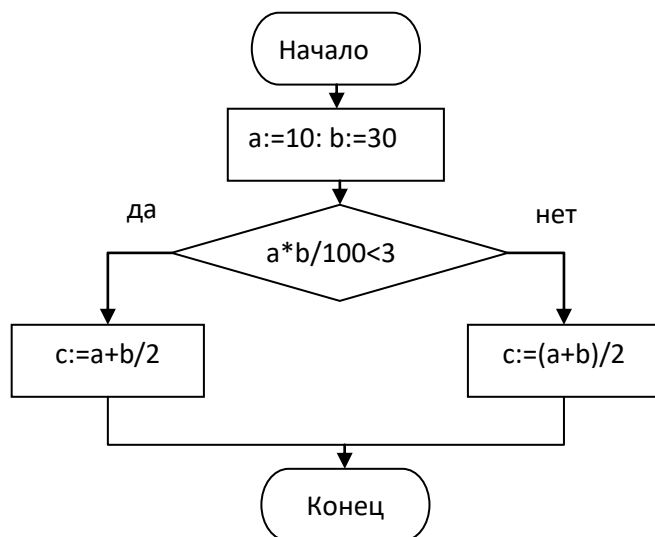 Начало
a:=10: b:=30
да
нет
a*b/100<3
c:=a+b/2
c:=(a+b)/2
Конец